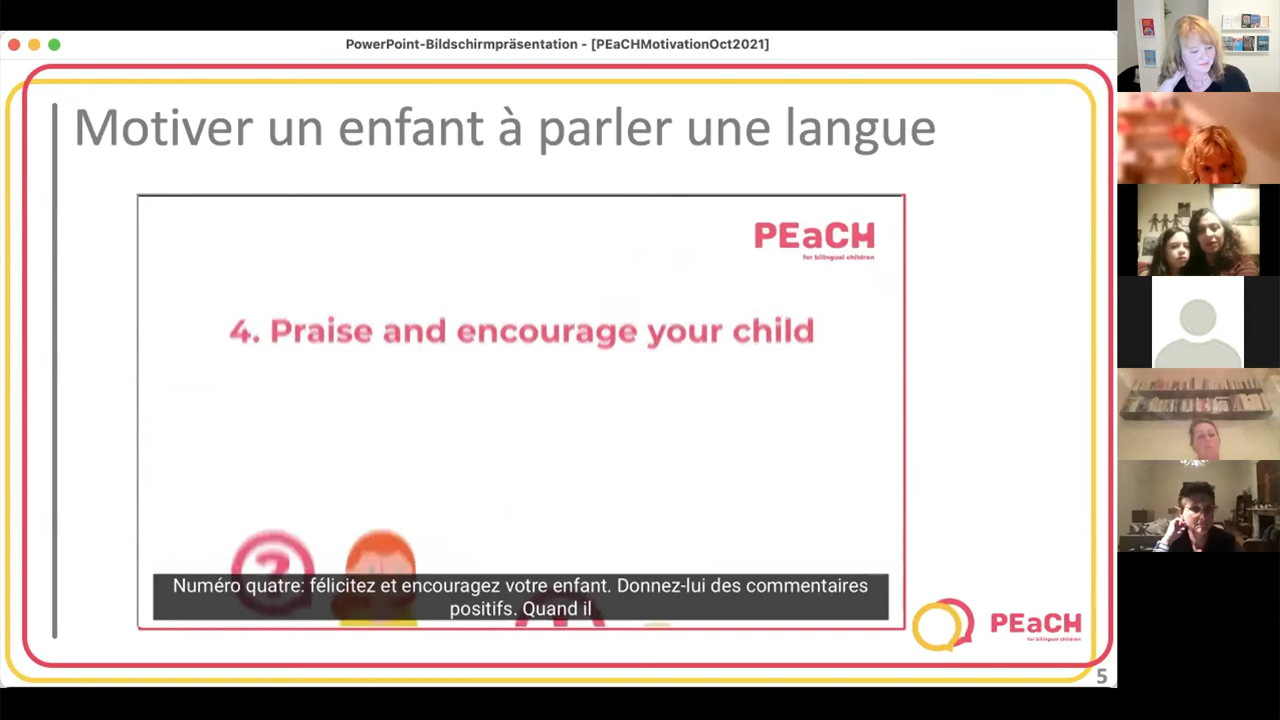 PowerPoint-Bildschirmpräsentation - [PEaCHMotivationOct2021]
Motiver un enfant à parler une langue
PEaCH
for bilingual children
4. Praise and encourage your child
?
Numéro quatre: félicitez et encouragez votre enfant. Donnez-lui des commentaires
positifs. Quand il
PEaCH
for bilingual children
5